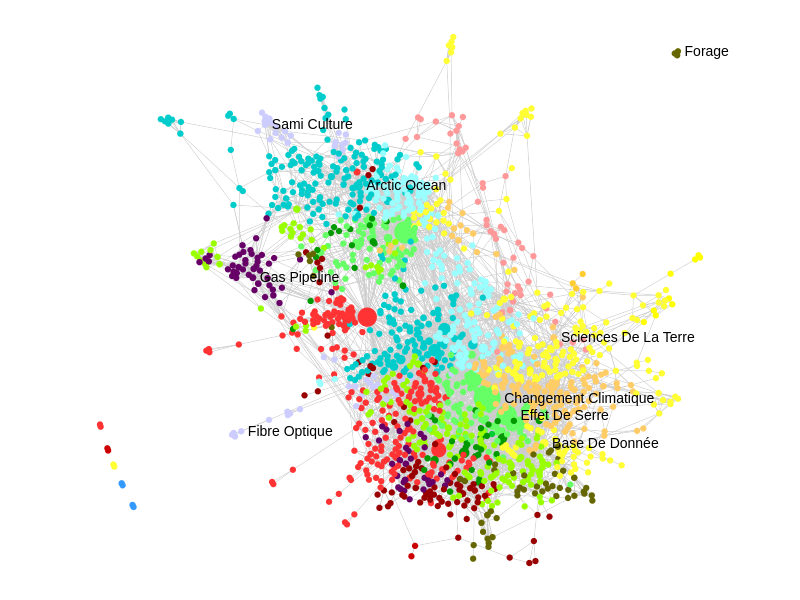 Forage
Sami Culture
Arctic Ocean
Gas Pipeline
Sciences De La Terre
Changement Climatique
Effet De Serre
Fibre Optique
Base De Donnée